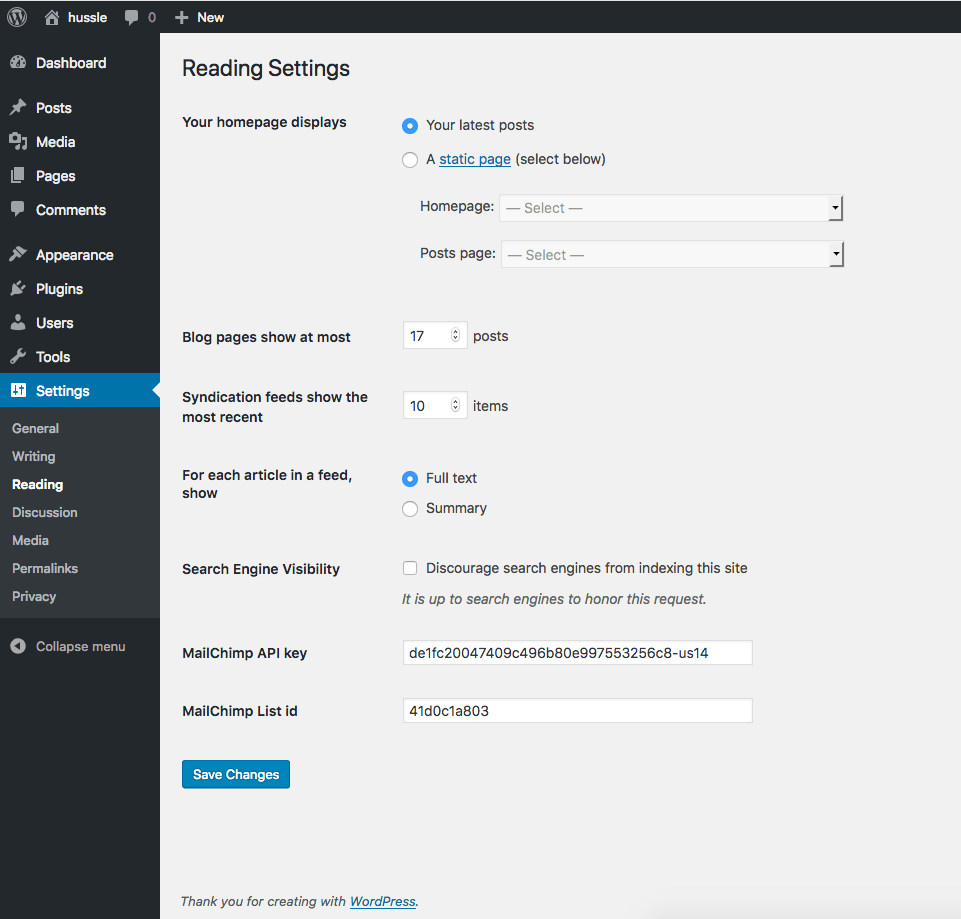 hussle 0 New
Dashboard
Posts
Media
Pages
Comments
Appearance
Plugins
Users
Tools
Settings
General
Writing
Reading
Discussion
Media
Permalinks
Privacy
Collapse menu
Reading Settings
Your homepage displays
Your latest posts
A static page (select below)
Homepage: — Select —
Posts page: — Select —
Blog pages show at most 17 posts
Syndication feeds show the
most recent
10 items
For each article in a feed,
show
Full text
Summary
Search Engine Visibility
Discourage search engines from indexing this site
It is up to search engines to honor this request.
MailChimp API key de1fc20047409c496b80e997553256c8-us14
MailChimp List id 41d0c1a803
Save Changes
Thank you for creating with WordPress.